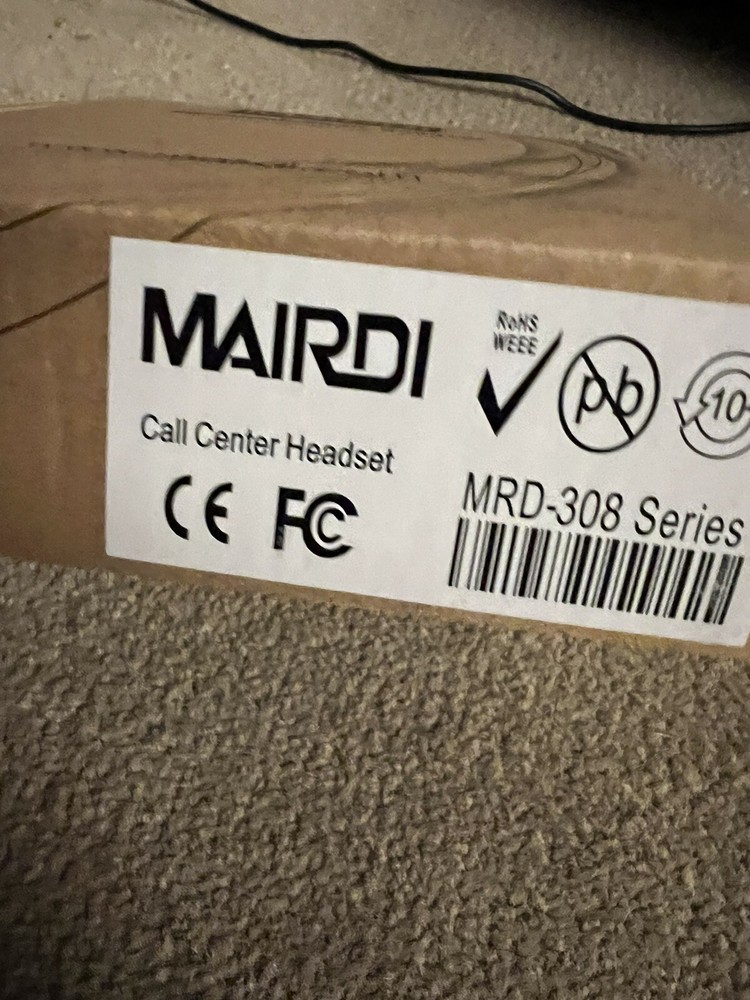 MAIRDI
Call Center Headset
CE FC
RoHS
WEEE
pb
10
MRD-308 Series